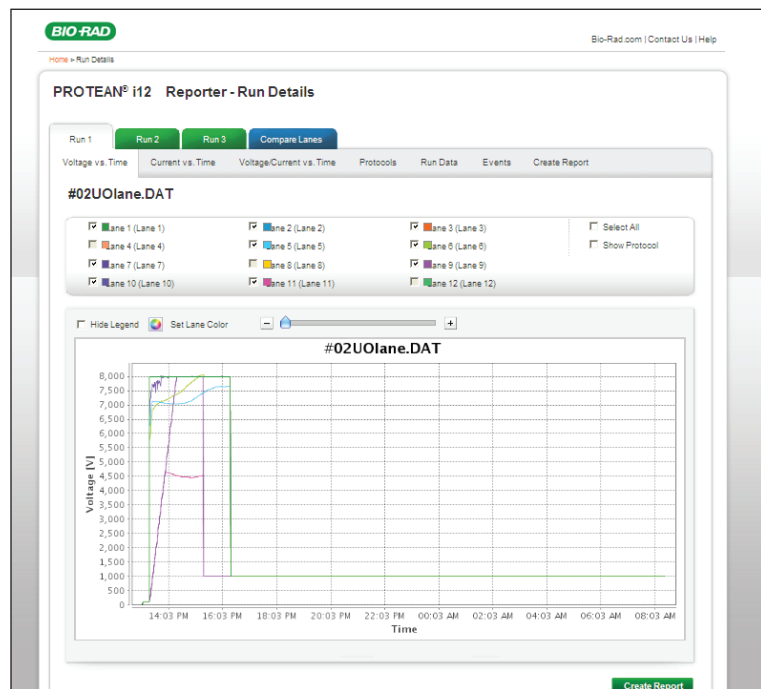 BIO-RAD
Bio-Rad.com | Contact Us | Help
Home » Run Details
PROTEAN® i12 Reporter - Run Details
Run 1 Run 2 Run 3 Compare Lanes
Voltage vs. Time Current vs. Time Voltage/Current vs. Time Protocols Run Data Events Create Report
#02UOlane.DAT
Lane 1 (Lane 1) Lane 2 (Lane 2) Lane 3 (Lane 3) Select All
Lane 4 (Lane 4) Lane 5 (Lane 5) Lane 6 (Lane 6) Show Protocol
Lane 7 (Lane 7) Lane 8 (Lane 8) Lane 9 (Lane 9)
Lane 10 (Lane 10) Lane 11 (Lane 11) Lane 12 (Lane 12)
Hide Legend Set Lane Color - +
#02UOlane.DAT
8,000
7,500
7,000
6,500
6,000
5,500
5,000
4,500
4,000
3,500
3,000
2,500
2,000
1,500
1,000
500
0
Voltage [V]
14:03 PM 16:03 PM 18:03 PM 20:03 PM 22:03 PM 00:03 AM 02:03 AM 04:03 AM 06:03 AM 08:03 AM
Time
Create Report